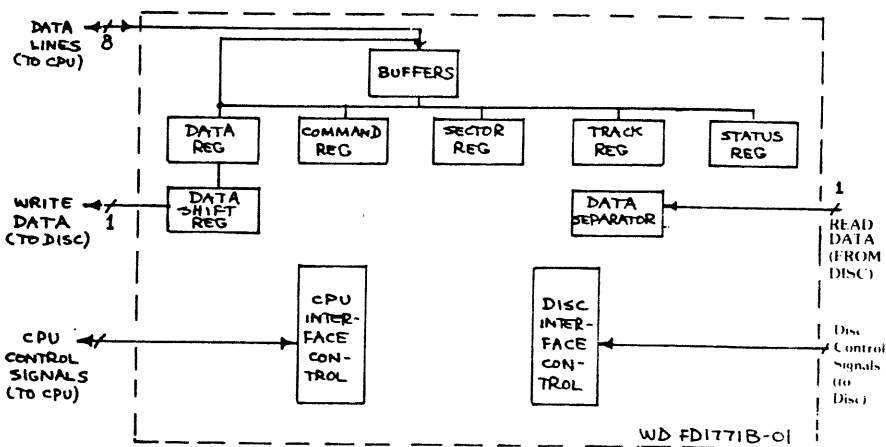 DATA
LINES
(TO CPU)
8
BUFFERS
DATA
REG
COMMAND
REG
SECTOR
REG
TRACK
REG
STATUS
REG
WRITE
DATA
(TO DISC)
1
DATA
SHIFT
REG
DATA
SEPARATOR
1
READ
DATA
(FROM
DISC)
CPU
CONTROL
SIGNALS
(TO CPU)
CPU
INTER-
FACE
CON-
TROL
DISC
INTER-
FACE
CON-
TROL
Disc
Control
Signals
(to
Disc)
WD FD1771B-01